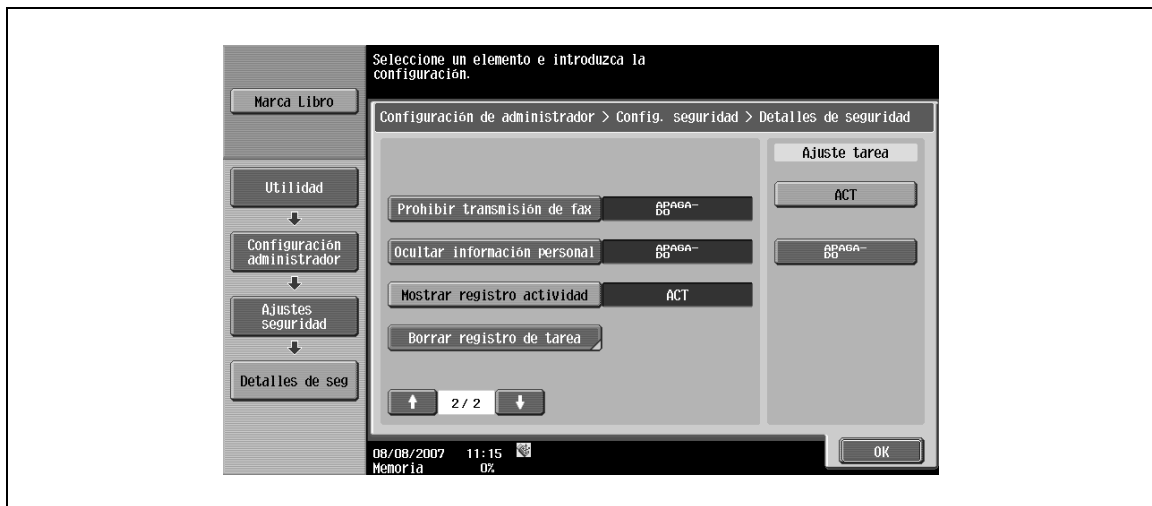 Seleccione un elemento e introduzca la
configuración.
Marca Libro
Configuración de administrador > Config. seguridad > Detalles de seguridad
Ajuste tarea
Utilidad
ACT
Prohibir transmisión de fax
APAGA-
DO
Configuración
administrador
Ocultar información personal
APAGA-
DO
APAGA-
DO
Mostrar registro actividad
ACT
Ajustes
seguridad
Borrar registro de tarea
Detalles de seg
2/ 2
OK
08/08/2007 11:15
Memoria 0%